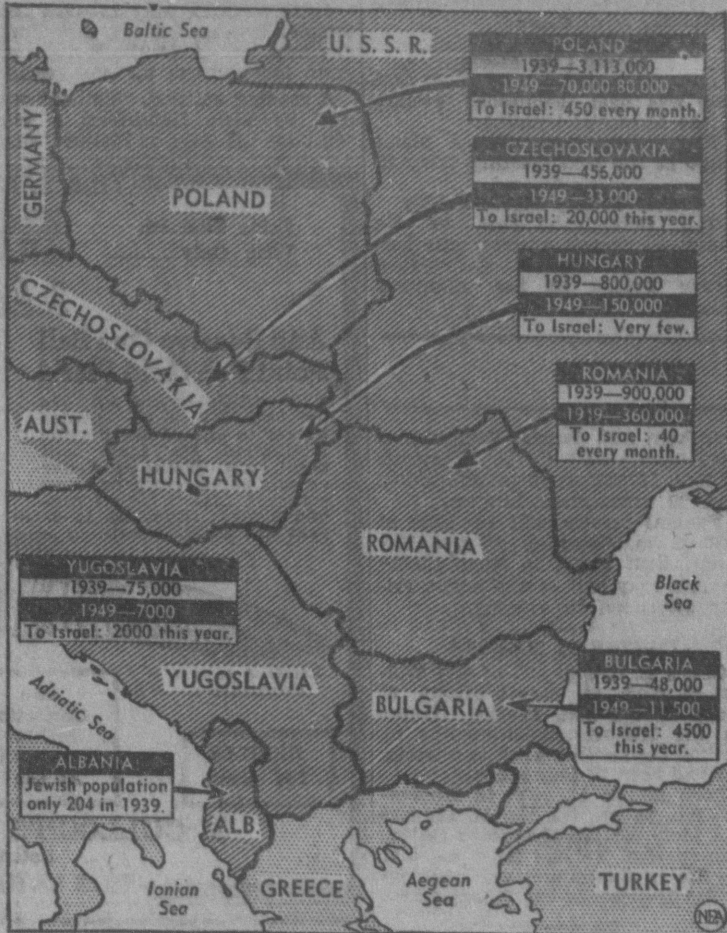 Baltic Sea
U. S. S. R.
POLAND
1939—3,113,000
1949—70,000-80,000
To Israel: 450 every month.
GERMANY
POLAND
CZECHOSLOVAKIA
1939—456,000
1949—33,000
To Israel: 20,000 this year.
HUNGARY
1939—800,000
1949—150,000
To Israel: Very few.
CZECHOSLOVAKIA
ROMANIA
1939—900,000
1949—360,000
To Israel: 40
every month.
AUST.
HUNGARY
ROMANIA
YUGOSLAVIA
1939—75,000
1949—7000
To Israel: 2000 this year.
Black
Sea
YUGOSLAVIA
BULGARIA
BULGARIA
1939—48,000
1949—11,500
To Israel: 4500
this year.
Adriatic Sea
ALBANIA
Jewish population
only 204 in 1939.
ALB.
Ionian
Sea
GREECE
Aegean
Sea
TURKEY
NEA